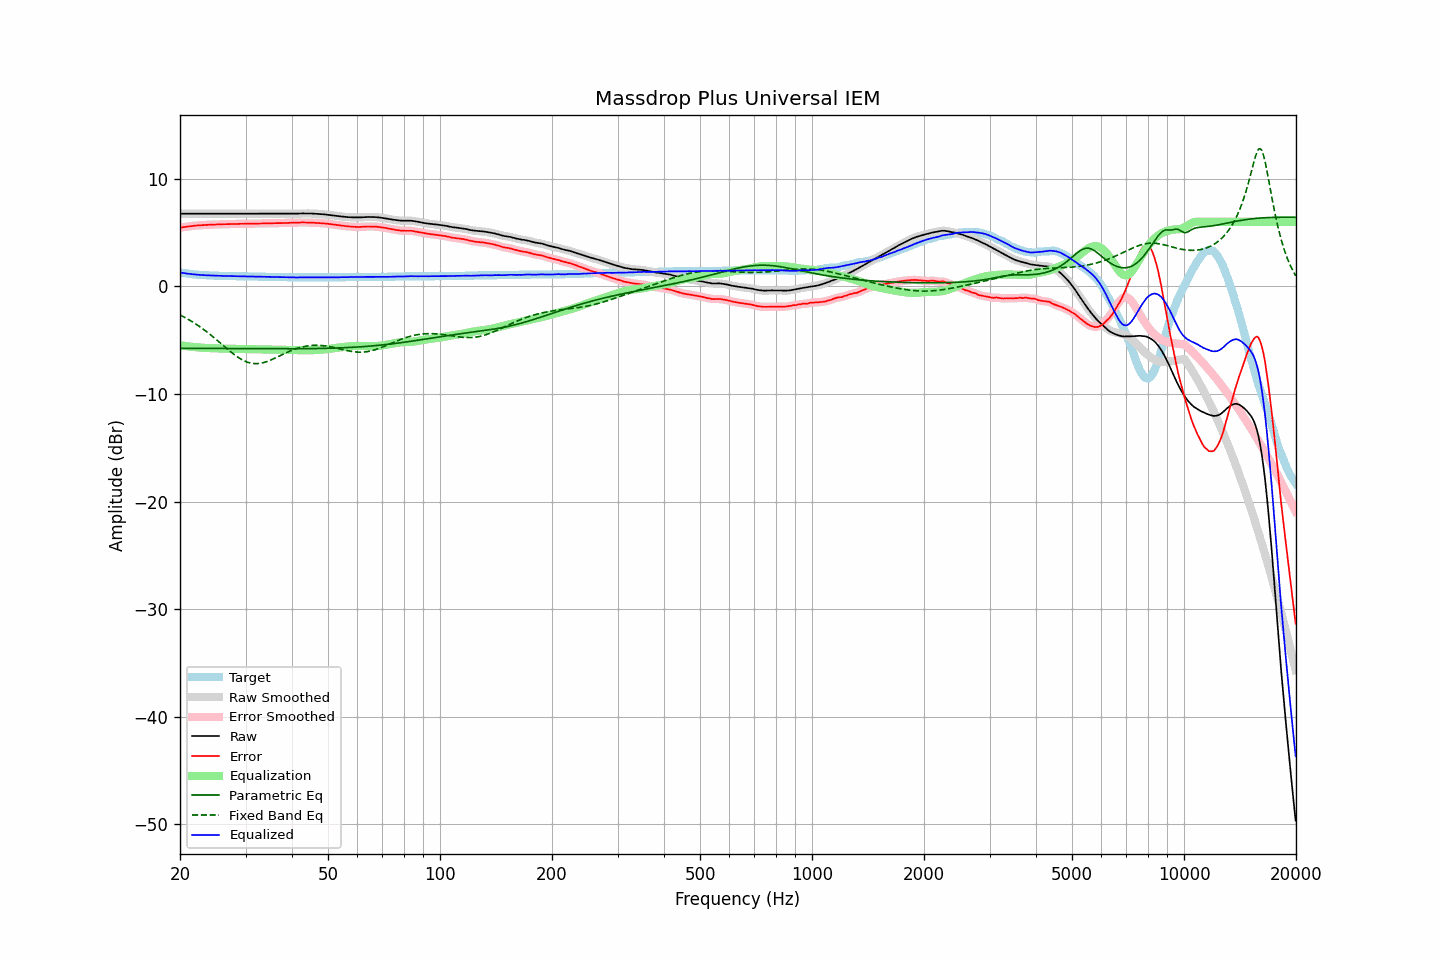 Massdrop Plus Universal IEM
Amplitude (dBr)
10
0
−10
−20
−30
−40
−50
Target
Raw Smoothed
Error Smoothed
Raw
Error
Equalization
Parametric Eq
Fixed Band Eq
Equalized
20
50
100
200
500
1000
2000
5000
10000
20000
Frequency (Hz)